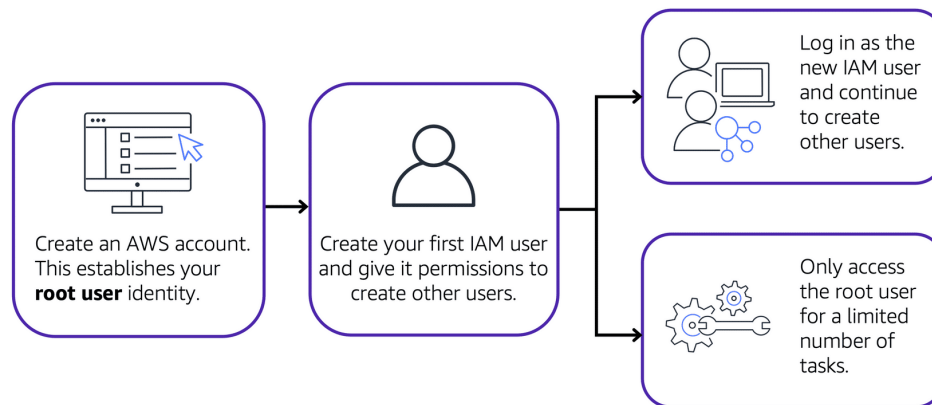 Create an AWS account.
This establishes your
root user identity.
Create your first IAM user
and give it permissions to
create other users.
Log in as the
new IAM user
and continue
to create
other users.
Only access
the root user
for a limited
number of
tasks.